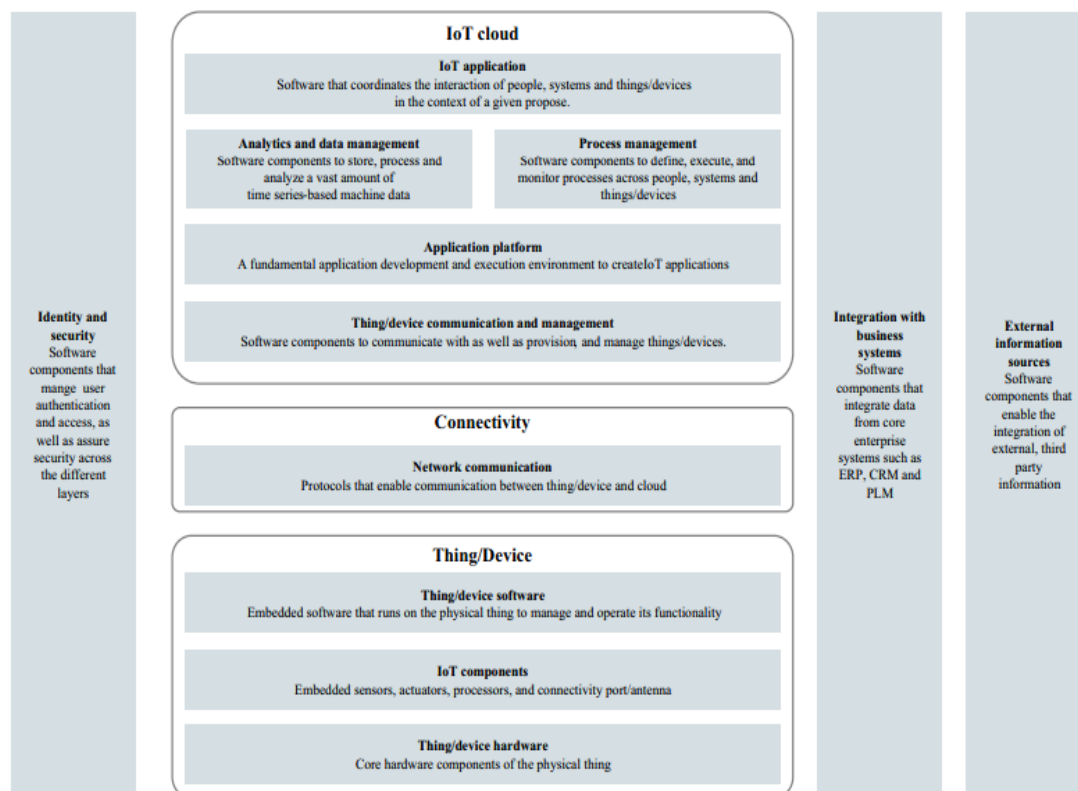 IoT cloud
IoT application
Software that coordinates the interaction of people, systems and things/devices
in the context of a given propose.
Analytics and data management
Software components to store, process and
analyze a vast amount of
time series-based machine data
Process management
Software components to define, execute, and
monitor processes across people, systems and
things/devices
Application platform
A fundamental application development and execution environment to createIoT applications
Thing/device communication and management
Software components to communicate with as well as provision, and manage things/devices.
Connectivity
Network communication
Protocols that enable communication between thing/device and cloud
Thing/Device
Thing/device software
Embedded software that runs on the physical thing to manage and operate its functionality
IoT components
Embedded sensors, actuators, processors, and connectivity port/antenna
Thing/device hardware
Core hardware components of the physical thing
Identity and
security
Software
components that
mange user
authentication
and access, as
well as assure
security across
the different
layers
Integration with
business
systems
Software
components that
integrate data
from core
enterprise
systems such as
ERP, CRM and
PLM
External
information
sources
Software
components that
enable the
integration of
external, third
party
information